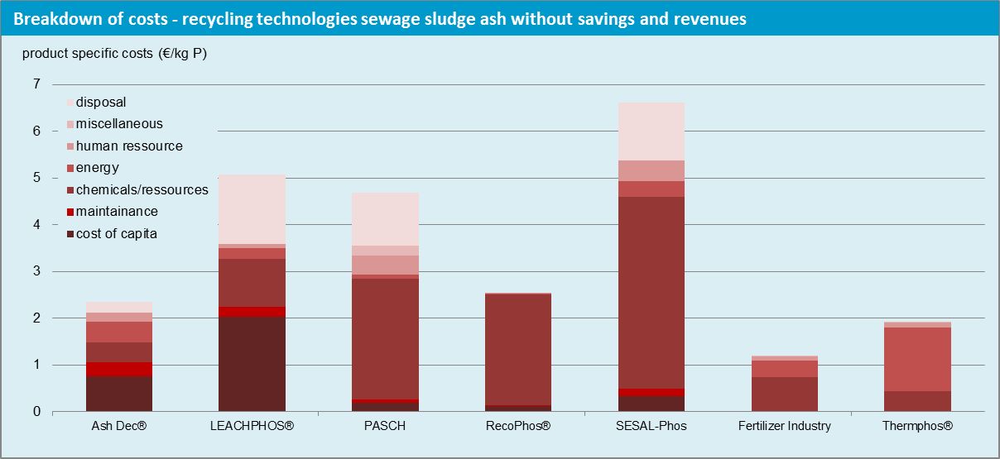 Breakdown of costs - recycling technologies sewage sludge ash without savings and revenues
product specific costs (€/kg P)
7
6
5
4
3
2
1
0
disposal
miscellaneous
human ressource
energy
chemicals/ressources
maintainance
cost of capita
Ash Dec®
LEACHPHOS®
PASCH
RecoPhos®
SESAL-Phos
Fertilizer Industry
Thermphos®